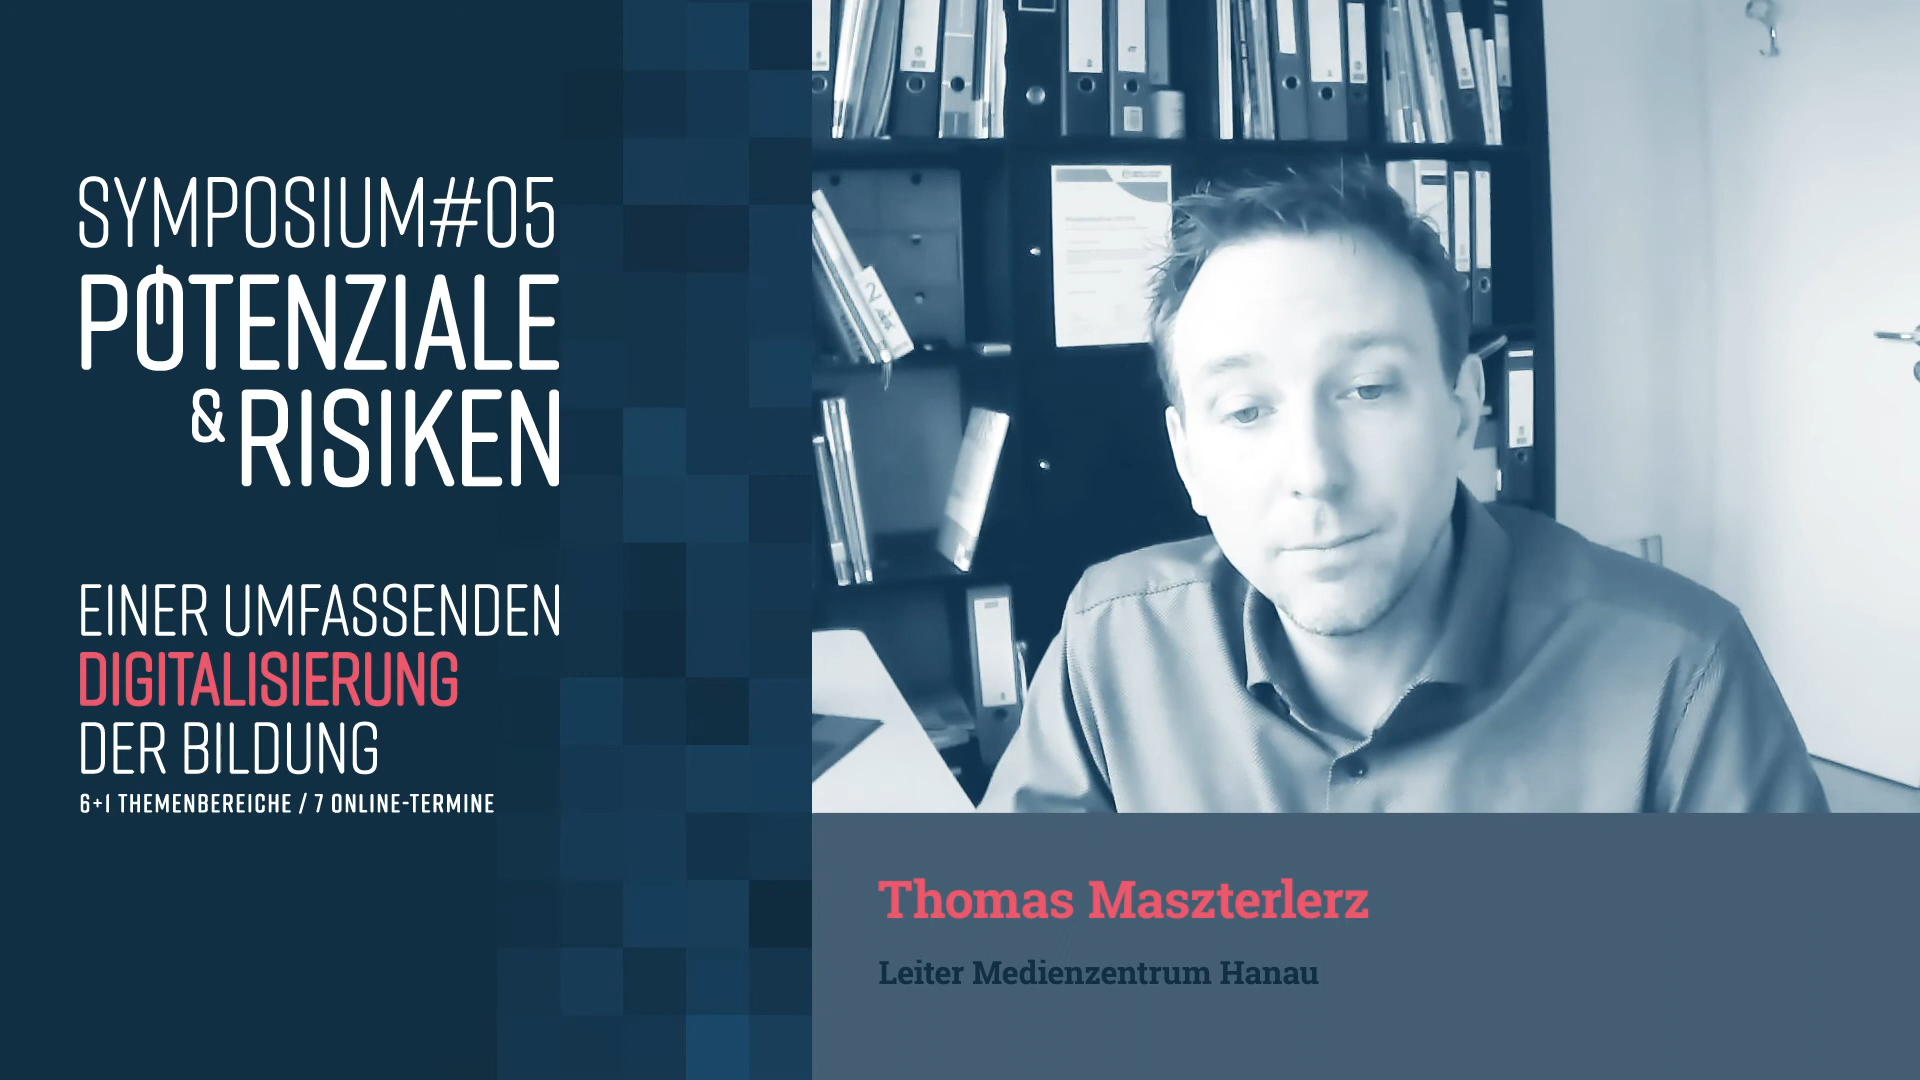 SYMPOSIUM#05
POTENZIALE
& RISIKEN
EINER UMFASSENDEN
DIGITALISIERUNG
DER BILDUNG
6+1 THEMENBEREICHE / 7 ONLINE-TERMINE
Thomas Maszterlerz
Leiter Medienzentrum Hanau